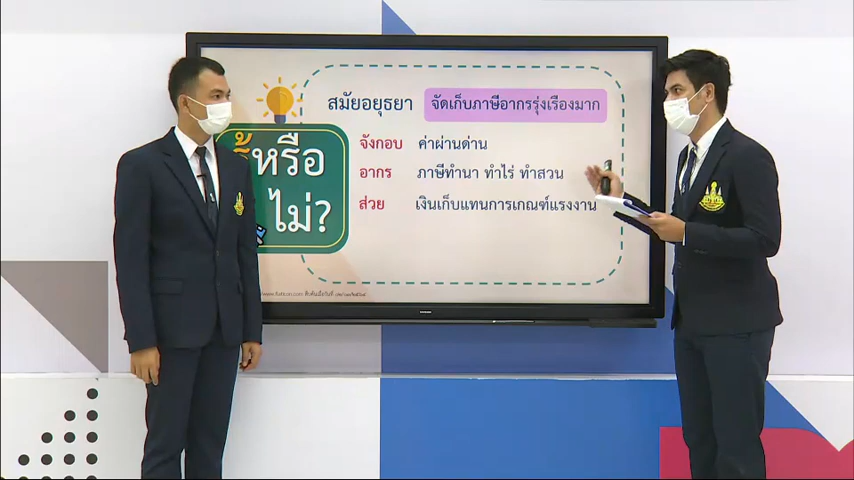 สมัยอยุธยา จัดเก็บภาษีอากรรุ่งเรืองมาก
รู้หรือ
ไม่?
จังกอบ ค่าผ่านด่าน
อากร ภาษีทำนา ทำไร่ ทำสวน
ส่วย เงินเก็บแทนการเกณฑ์แรงงาน